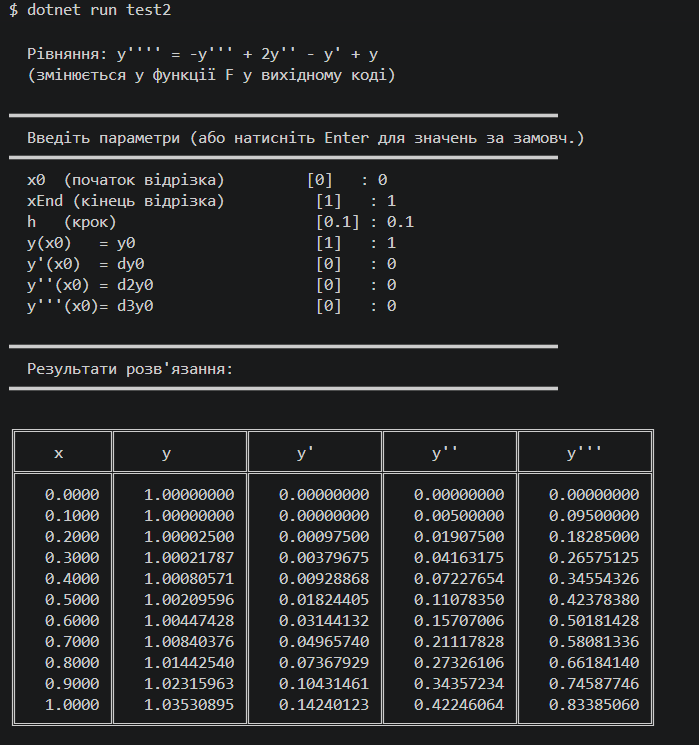 $ dotnet run test2
Рівняння: y'''' = -y''' + 2y'' - y' + y
(змінюється у функції F у вихідному коді)
Введіть параметри (або натисніть Enter для значень за замовч.)
x0  (початок відрізка)         [0]   : 0
xEnd (кінець відрізка)          [1]   : 1
h   (крок)                      [0.1] : 0.1
y(x0)   = y0                    [1]   : 1
y'(x0)  = dy0                   [0]   : 0
y''(x0) = d2y0                  [0]   : 0
y'''(x0)= d3y0                  [0]   : 0
Результати розв'язання:
x y y' y'' y'''
0.0000 1.00000000 0.00000000 0.00000000 0.00000000
0.1000 1.00000000 0.00000000 0.00500000 0.09500000
0.2000 1.00002500 0.00097500 0.01907500 0.18285000
0.3000 1.00021787 0.00379675 0.04163175 0.26575125
0.4000 1.00080571 0.00928868 0.07227654 0.34554326
0.5000 1.00209596 0.01824405 0.11078350 0.42378380
0.6000 1.00447428 0.03144132 0.15707006 0.50181428
0.7000 1.00840376 0.04965740 0.21117828 0.58081336
0.8000 1.01442540 0.07367929 0.27326106 0.66184140
0.9000 1.02315963 0.10431461 0.34357234 0.74587746
1.0000 1.03530895 0.14240123 0.42246064 0.83385060